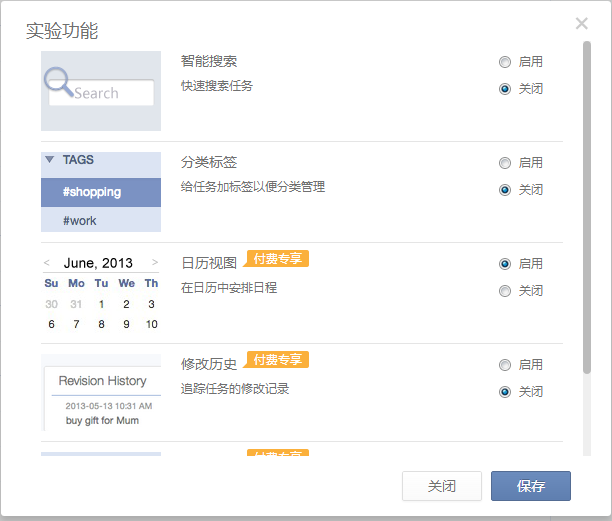 实验功能
Search
智能搜索
快速搜索任务
启用
关闭
TAGS
#shopping
#work
分类标签
给任务加标签以便分类管理
启用
关闭
< June, 2013 >
Su Mo Tu We Th
30 31 1 2 3
6 7 8 9 10
日历视图 付费专享
在日历中安排日程
启用
关闭
Revision History
2013-05-13 10:31 AM
buy gift for Mum
修改历史 付费专享
追踪任务的修改记录
启用
关闭
付费专享
关闭
保存